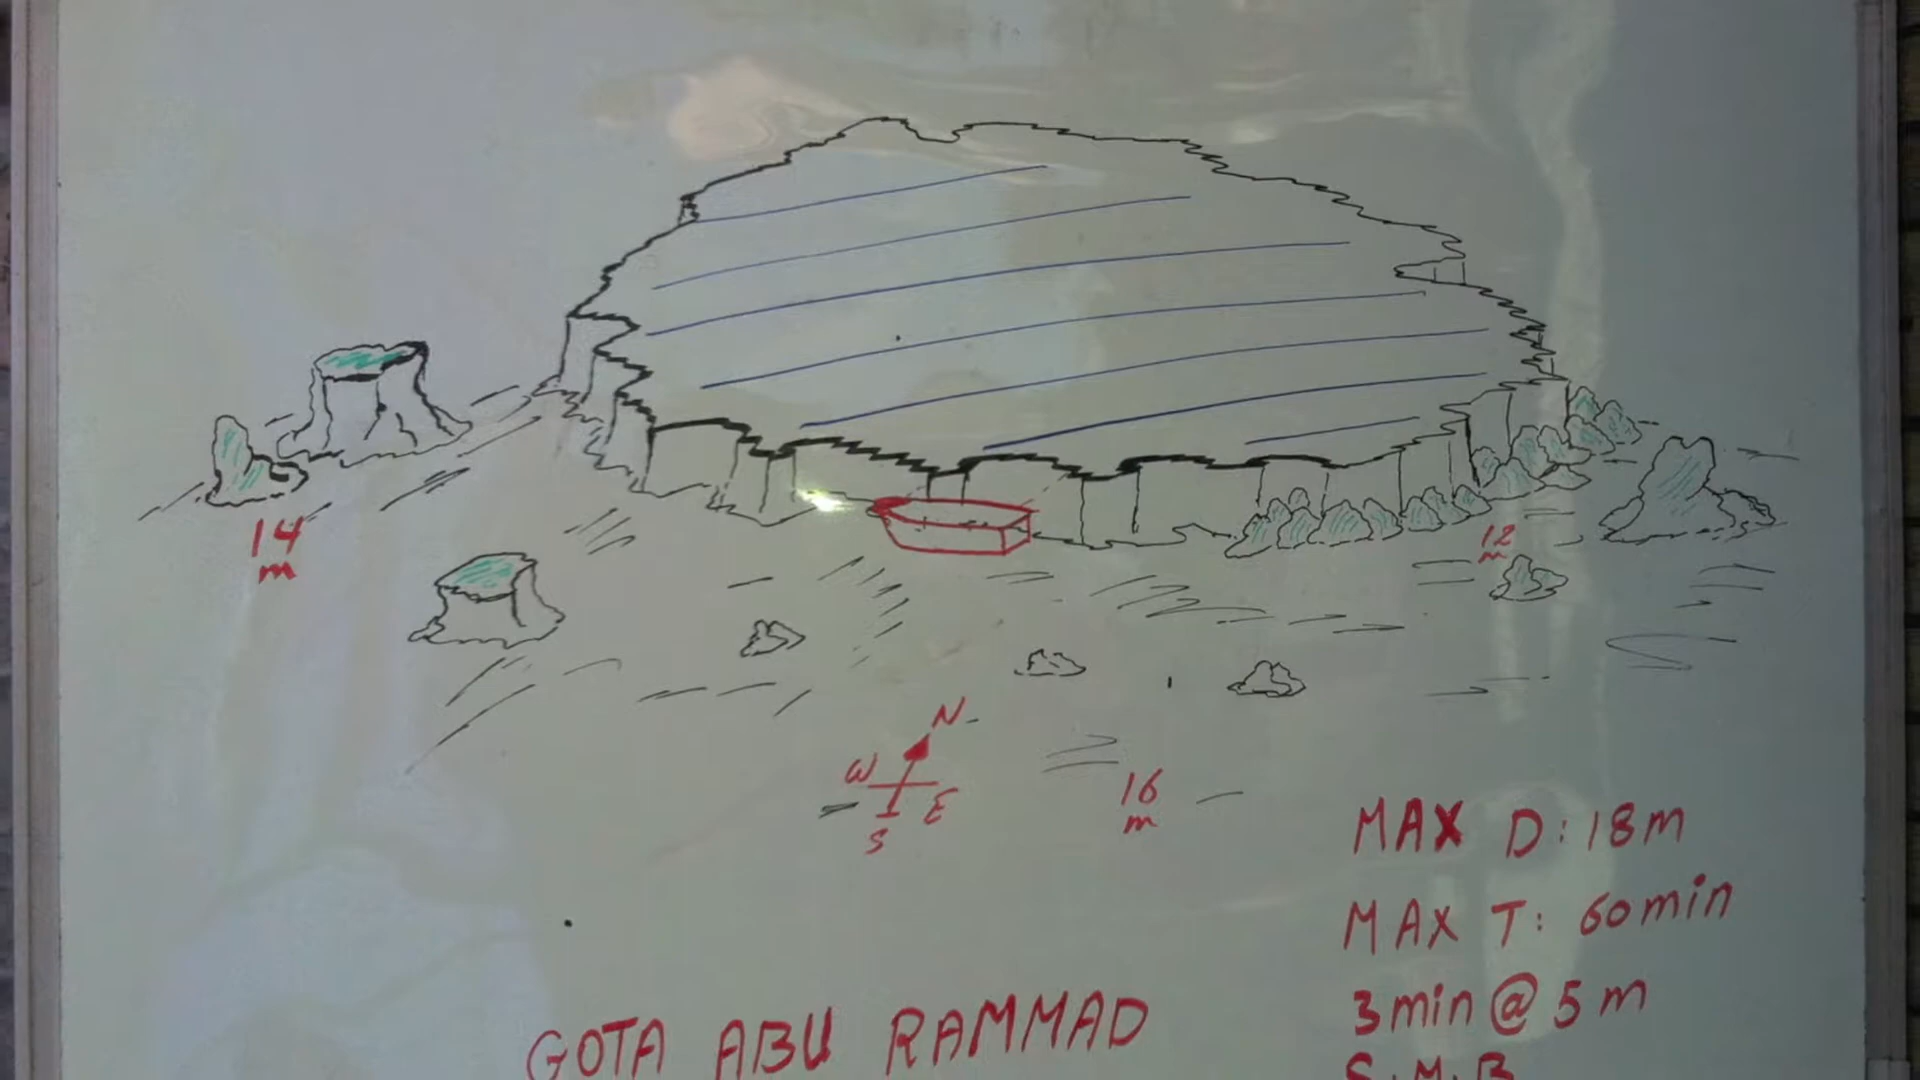 14
m
12
m
N
W
E
S
16
m
MAX D: 18m
MAX T: 60min
3min @ 5m
S.M.B
GOTA ABU RAMMAD